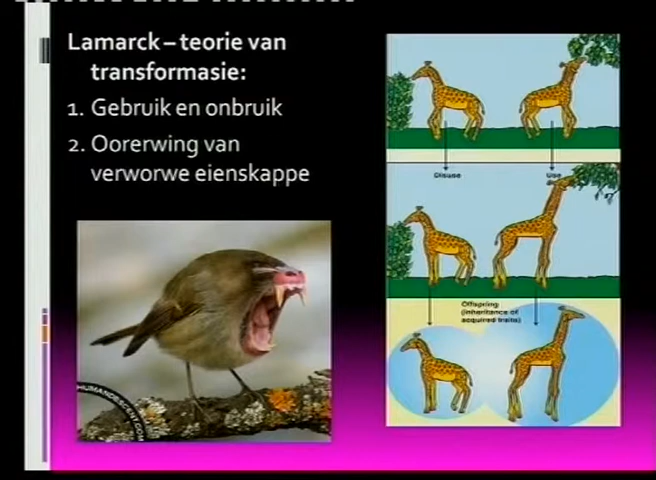 Lamarck – teorie van
transformasie:
1. Gebruik en onbruik
2. Oorerwing van
verworwe eienskappe
Disuse
Use
Offspring
(inheritance of
acquired traits)
HUMANDESCENT.COM